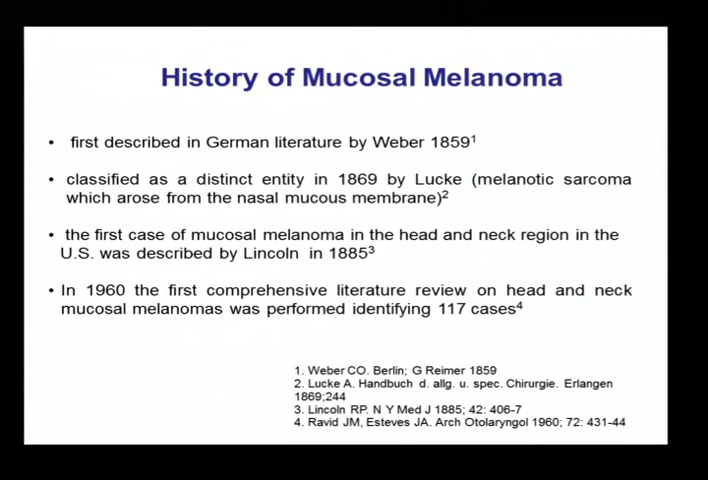 History of Mucosal Melanoma
• first described in German literature by Weber 1859¹
• classified as a distinct entity in 1869 by Lucke (melanotic sarcoma
which arose from the nasal mucous membrane)²
• the first case of mucosal melanoma in the head and neck region in the
U.S. was described by Lincoln in 1885³
• In 1960 the first comprehensive literature review on head and neck
mucosal melanomas was performed identifying 117 cases⁴
1. Weber CO. Berlin; G Reimer 1859
2. Lucke A. Handbuch d. allg. u. spec. Chirurgie. Erlangen
1869;244
3. Lincoln RP. N Y Med J 1885; 42: 406-7
4. Ravid JM, Esteves JA. Arch Otolaryngol 1960; 72: 431-44